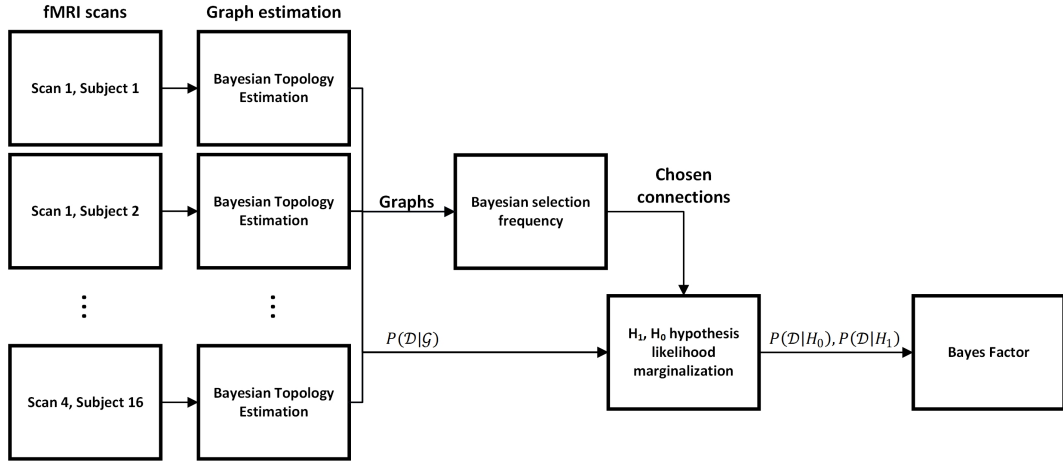 fMRI scans
Graph estimation
Scan 1, Subject 1
Bayesian Topology
Estimation
Scan 1, Subject 2
Bayesian Topology
Estimation
Graphs
Bayesian selection
frequency
Chosen
connections
Scan 4, Subject 16
Bayesian Topology
Estimation
P(𝒟|𝒢)
H₁, H₀ hypothesis
likelihood
marginalization
P(𝒟|H₀), P(𝒟|H₁)
Bayes Factor